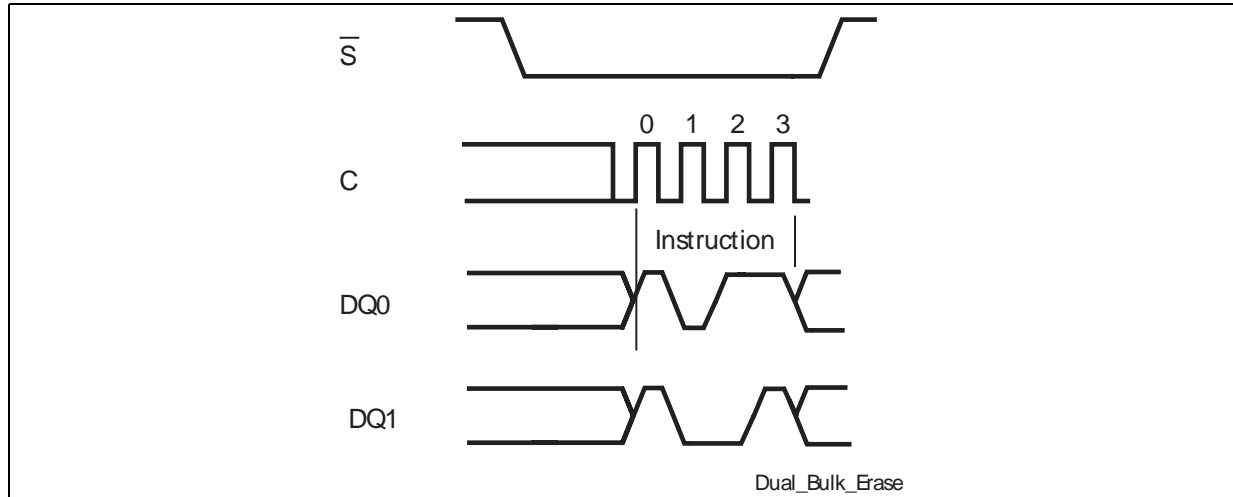 S̅
0 1 2 3
C
Instruction
DQ0
DQ1
Dual_Bulk_Erase